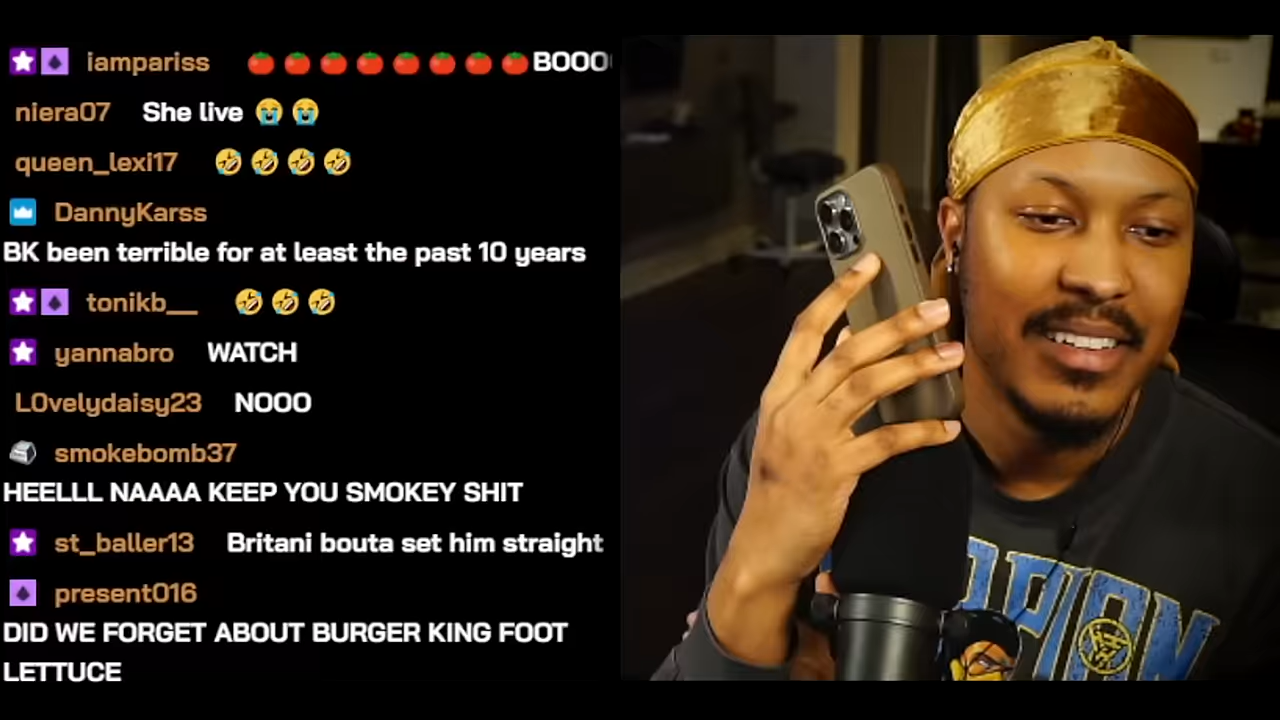 iampariss 🍅🍅🍅🍅🍅🍅🍅🍅BOOO
niera07 She live 😭😭
queen_lexi17 🤣🤣🤣🤣
DannyKarss
BK been terrible for at least the past 10 years
tonikb__ 🤣🤣🤣
yannabro WATCH
L0velydaisy23 NOOO
smokebomb37
HEELLL NAAAA KEEP YOU SMOKEY SHIT
st_baller13 Britani bouta set him straight
present016
DID WE FORGET ABOUT BURGER KING FOOT
LETTUCE